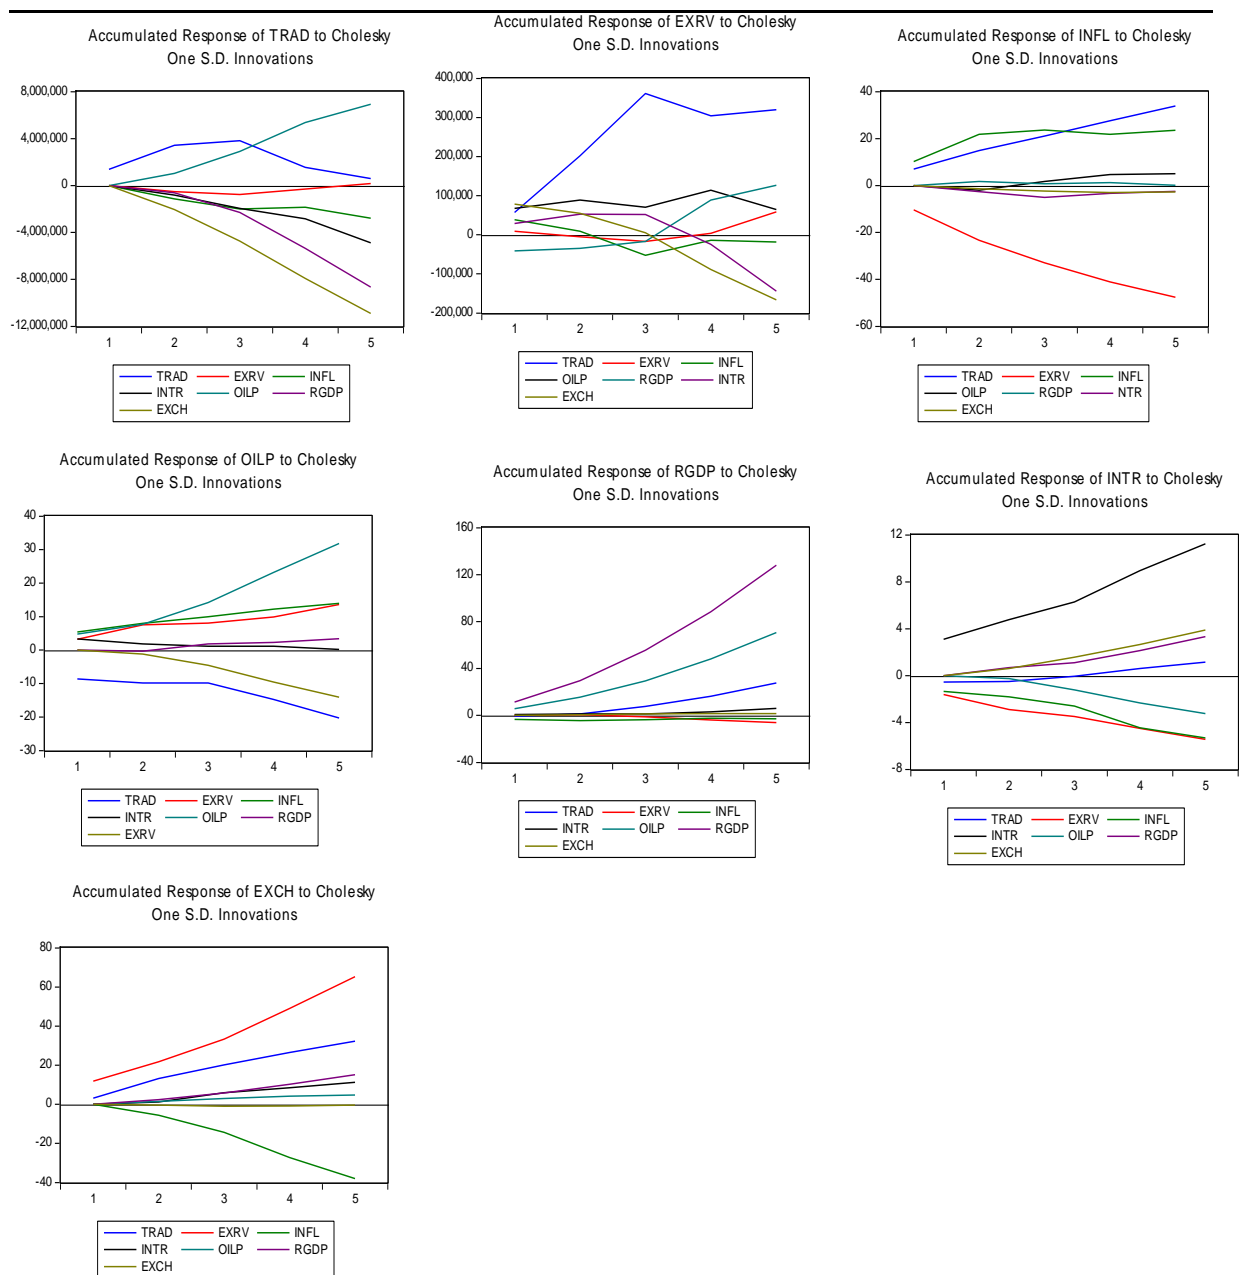 Accumulated Response of TRAD to Cholesky
One S.D. Innovations
8,000,000
4,000,000
0
-4,000,000
-8,000,000
-12,000,000
1 2 3 4 5
TRAD EXRV INFL
INTR OILP RGDP
EXCH
Accumulated Response of EXRV to Cholesky
One S.D. Innovations
400,000
300,000
200,000
100,000
0
-100,000
-200,000
1 2 3 4 5
TRAD EXRV INFL
OILP RGDP INTR
EXCH
Accumulated Response of INFL to Cholesky
One S.D. Innovations
40
20
0
-20
-40
-60
1 2 3 4 5
TRAD EXRV INFL
OILP RGDP NTR
EXCH
Accumulated Response of OILP to Cholesky
One S.D. Innovations
40
30
20
10
0
-10
-20
-30
1 2 3 4 5
TRAD EXRV INFL
INTR OILP RGDP
EXRV
Accumulated Response of RGDP to Cholesky
One S.D. Innovations
160
120
80
40
0
-40
1 2 3 4 5
TRAD EXRV INFL
INTR OILP RGDP
EXCH
Accumulated Response of INTR to Cholesky
One S.D. Innovations
12
8
4
0
-4
-8
1 2 3 4 5
TRAD EXRV INFL
INTR OILP RGDP
EXCH
Accumulated Response of EXCH to Cholesky
One S.D. Innovations
80
60
40
20
0
-20
-40
1 2 3 4 5
TRAD EXRV INFL
INTR OILP RGDP
EXCH